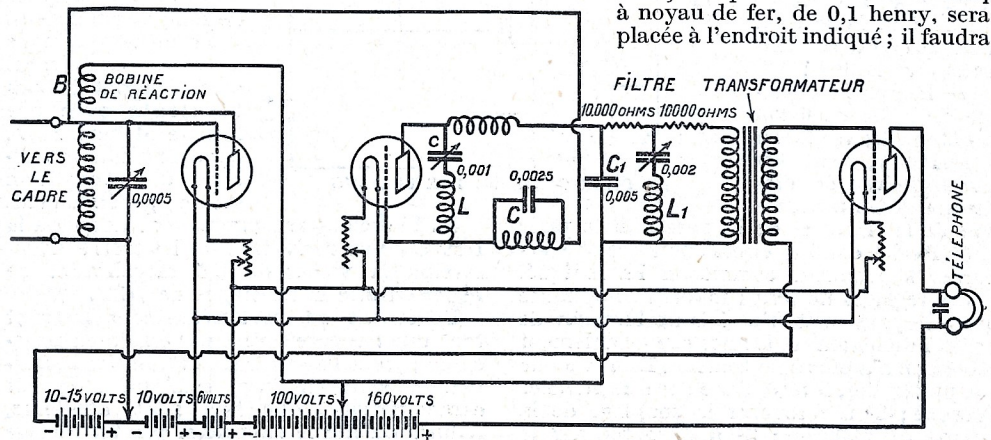 à noyau de fer, de 0,1 henry, sera
placée à l'endroit indiqué ; il faudra
FILTRE TRANSFORMATEUR
B
BOBINE
DE RÉACTION
10.000 OHMS 10000 OHMS
VERS
LE
CADRE
0,0005
C
0,001
L
0,0025
C
C1
0,005
0,002
L1
TÉLÉPHONE
10-15 VOLTS 10 VOLTS 6 VOLTS 100 VOLTS 160 VOLTS
- + - - + - +